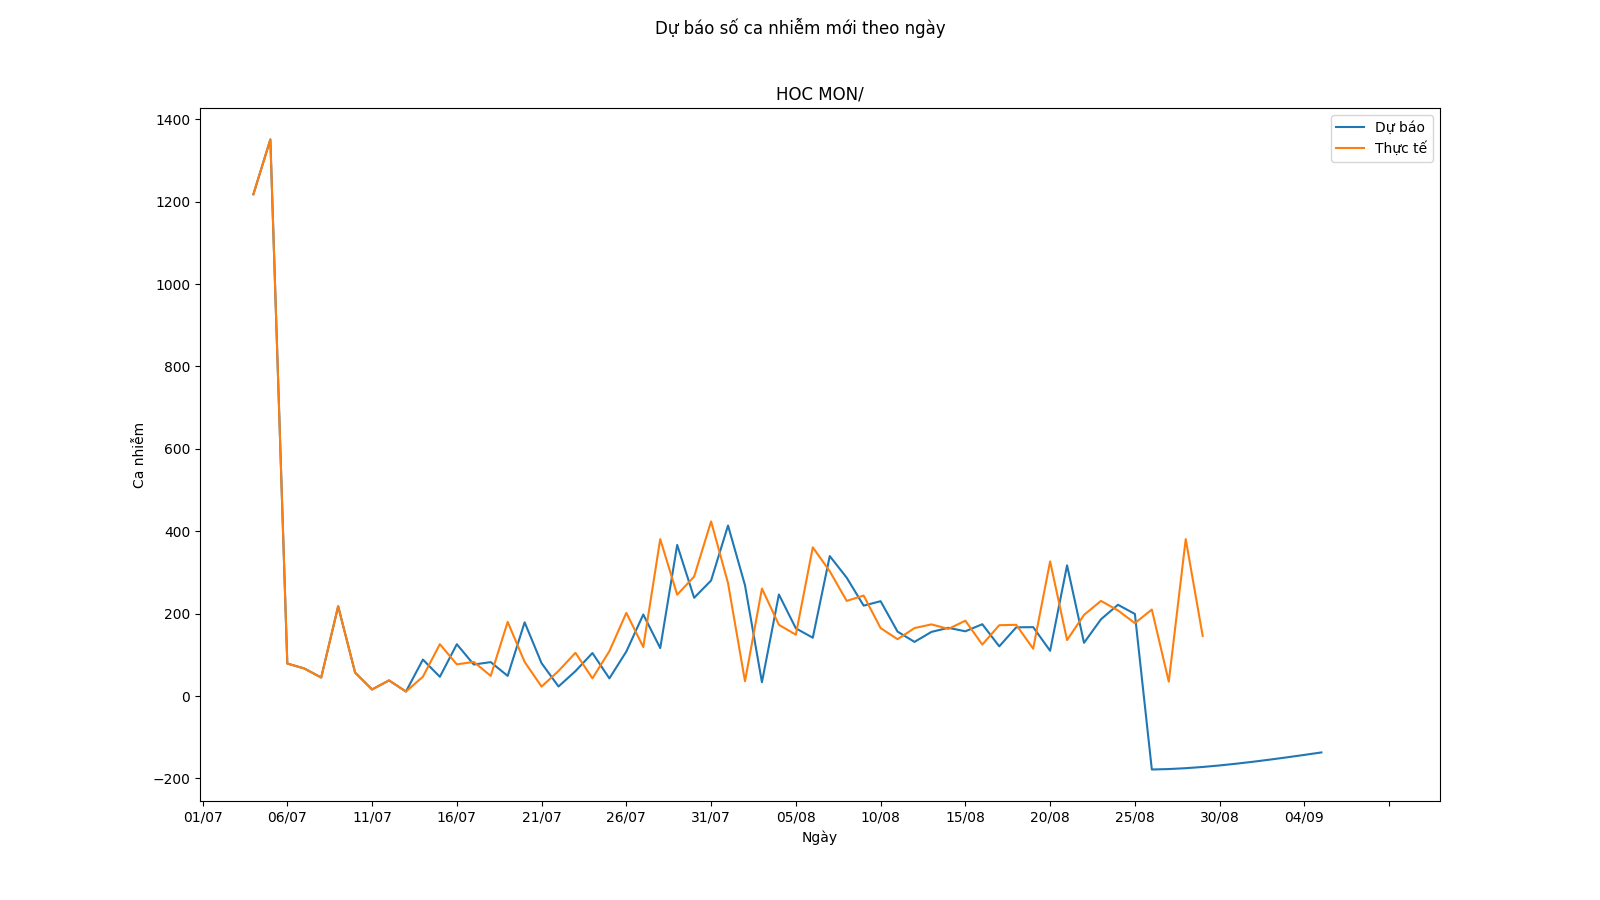 Dự báo số ca nhiễm mới theo ngày
HOC MON/
Dự báo
Thực tế
Ca nhiễm
1400
1200
1000
800
600
400
200
0
−200
01/07 06/07 11/07 16/07 21/07 26/07 31/07 05/08 10/08 15/08 20/08 25/08 30/08 04/09
Ngày